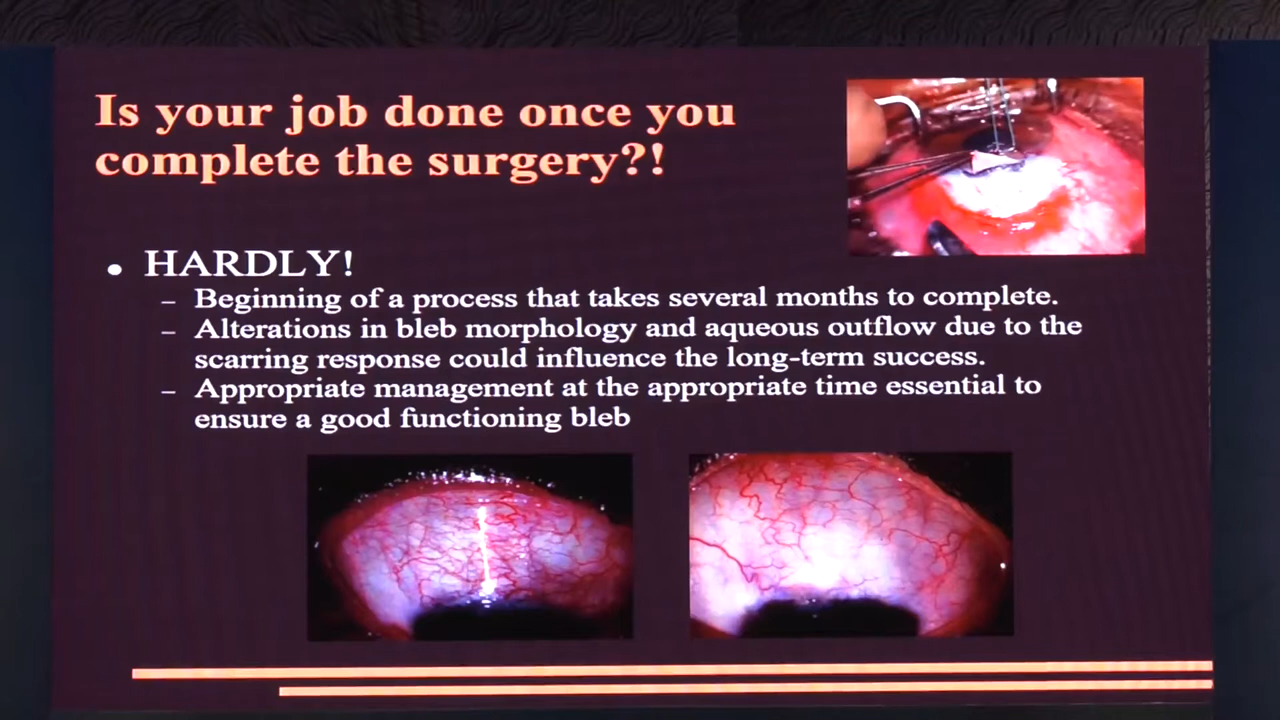 Is your job done once you
complete the surgery?!
• HARDLY!
– Beginning of a process that takes several months to complete.
– Alterations in bleb morphology and aqueous outflow due to the
scarring response could influence the long-term success.
– Appropriate management at the appropriate time essential to
ensure a good functioning bleb